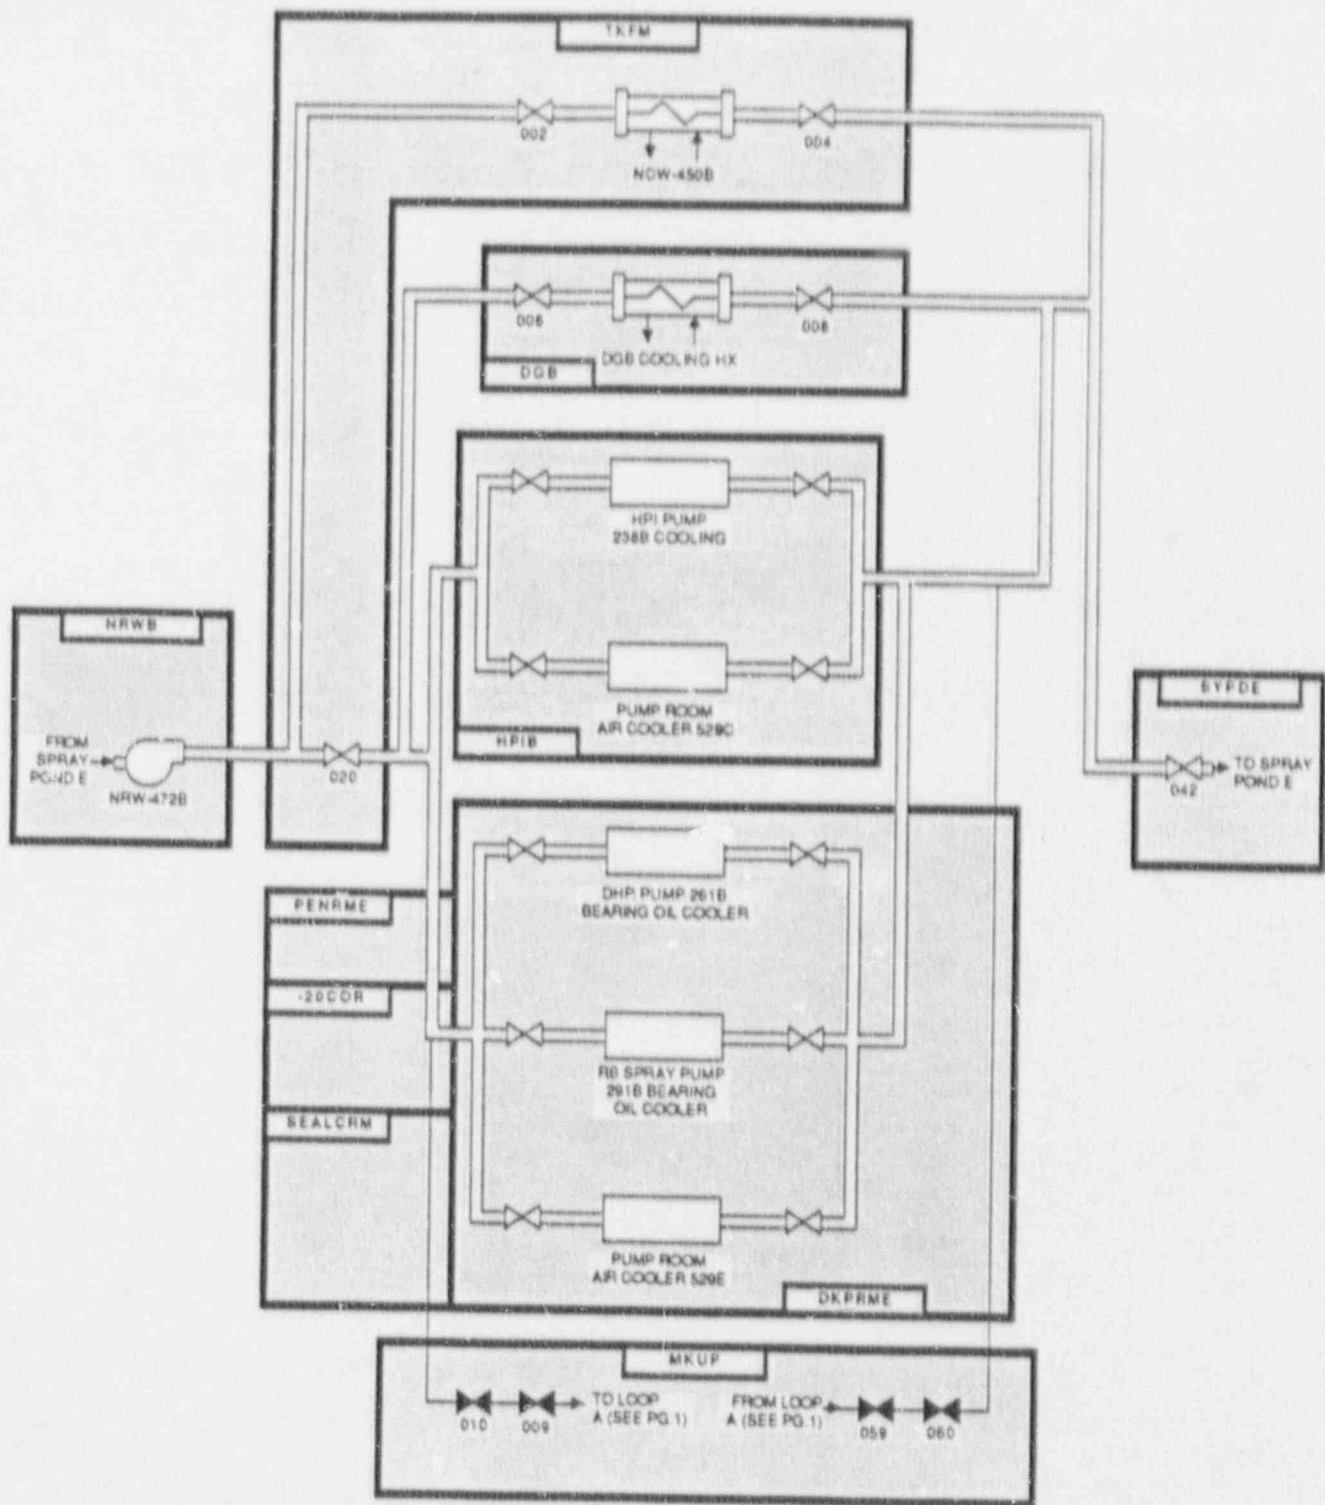 TKFM
002
004
NOW-450B
006
008
DGB COOLING HX
DGB
HPI PUMP
238B COOLING
NRWB
PUMP ROOM
AIR COOLER 529C
HPIB
FROM
SPRAY
POND E
NRW-472B
020
BYPDE
TO SPRAY
POND E
042
DHR PUMP 261B
BEARING OIL COOLER
PENRME
-20COR
RB SPRAY PUMP
291B BEARING
OIL COOLER
SEALCRM
PUMP ROOM
AIR COOLER 529E
DKPRME
MKUP
TO LOOP
A (SEE PG.1)
FROM LOOP
A (SEE PG.1)
010
009
059
060